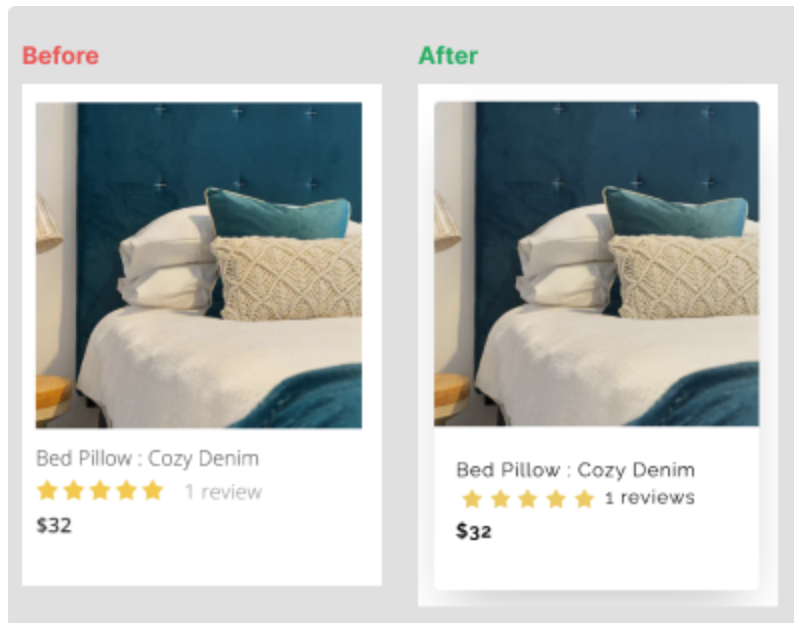 Before
Bed Pillow : Cozy Denim
1 review
$32
After
Bed Pillow : Cozy Denim
1 reviews
$32